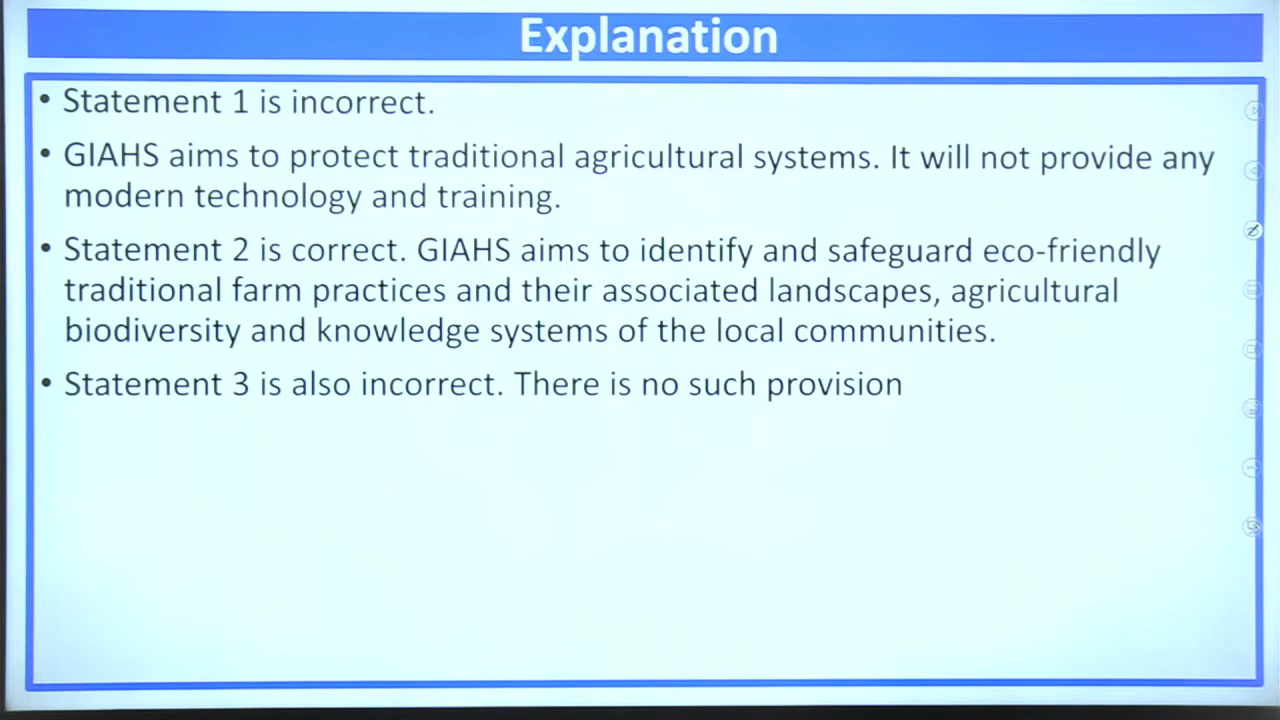 Explanation
• Statement 1 is incorrect.
• GIAHS aims to protect traditional agricultural systems. It will not provide any
modern technology and training.
• Statement 2 is correct. GIAHS aims to identify and safeguard eco-friendly
traditional farm practices and their associated landscapes, agricultural
biodiversity and knowledge systems of the local communities.
• Statement 3 is also incorrect. There is no such provision